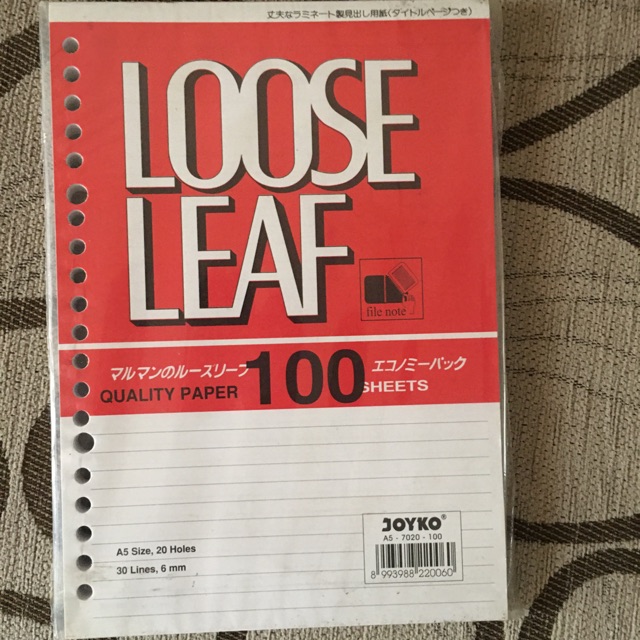 丈夫なラミネート製見出し用紙(タイトルページつき)
LOOSE
LEAF
file note
マルマンのルースリーフ 100 エコノミーパック
QUALITY PAPER SHEETS
JOYKO
A5 - 7020 - 100
A5 Size, 20 Holes
30 Lines, 6 mm
8 993988 220060